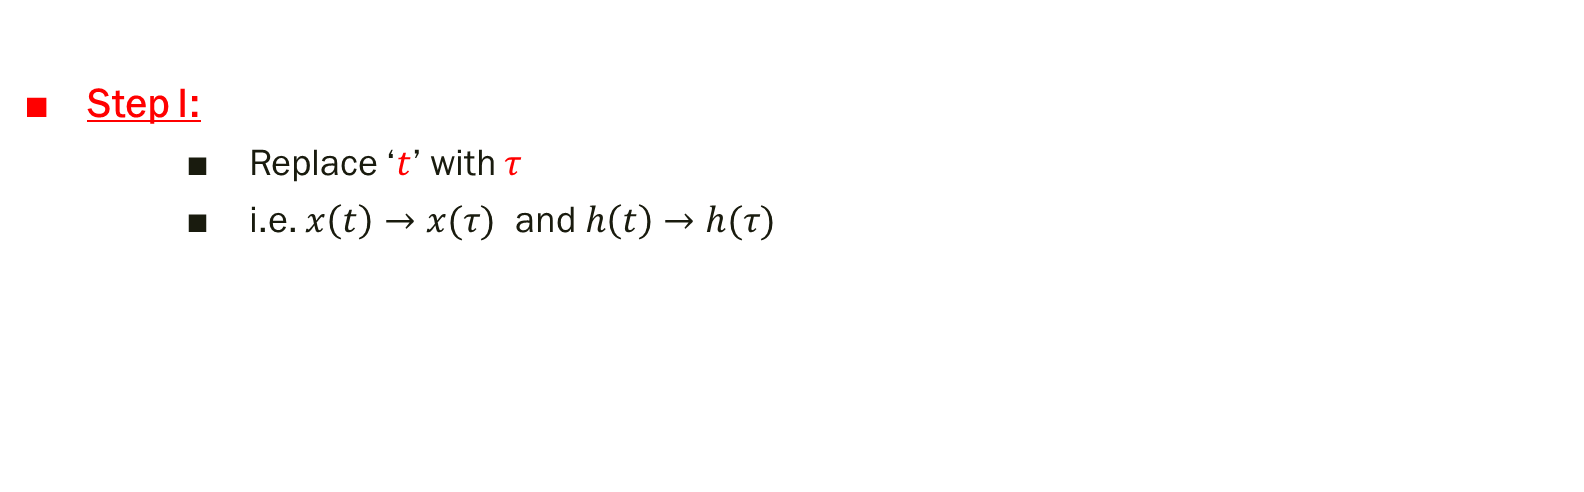 ■ Step I:
■ Replace ‘𝑡’ with 𝜏
■ i.e. 𝑥(𝑡) → 𝑥(𝜏) and ℎ(𝑡) → ℎ(𝜏)